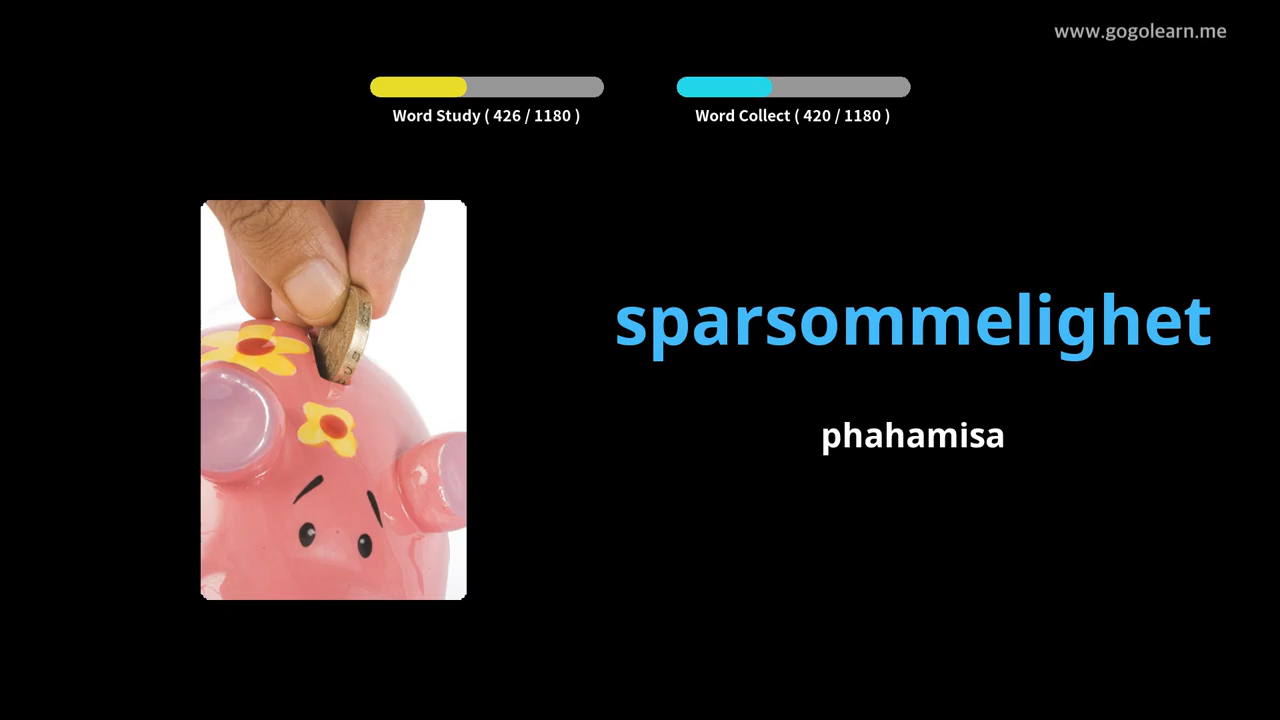 www.gogolearn.me
Word Study ( 426 / 1180 )
Word Collect ( 420 / 1180 )
sparsommelighet
phahamisa